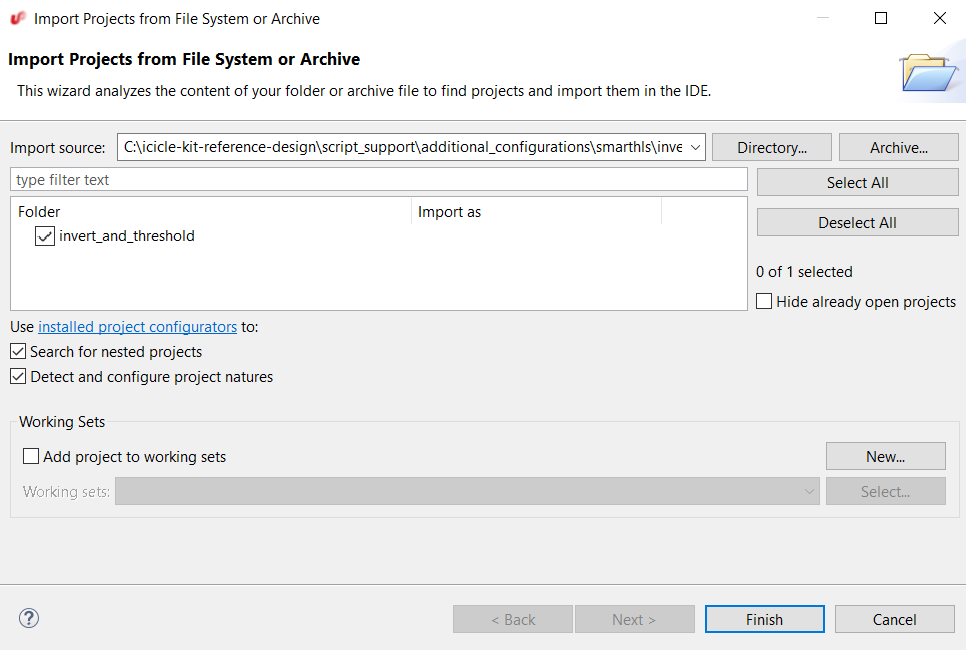 Import Projects from File System or Archive
Import Projects from File System or Archive
This wizard analyzes the content of your folder or archive file to find projects and import them in the IDE.
Import source: C:\icicle-kit-reference-design\script_support\additional_configurations\smarthls\inve Directory... Archive...
type filter text
Select All
Folder Import as
Deselect All
invert_and_threshold
0 of 1 selected
Hide already open projects
Use installed project configurators to:
Search for nested projects
Detect and configure project natures
Working Sets
Add project to working sets New...
Working sets: Select...
? < Back Next > Finish Cancel